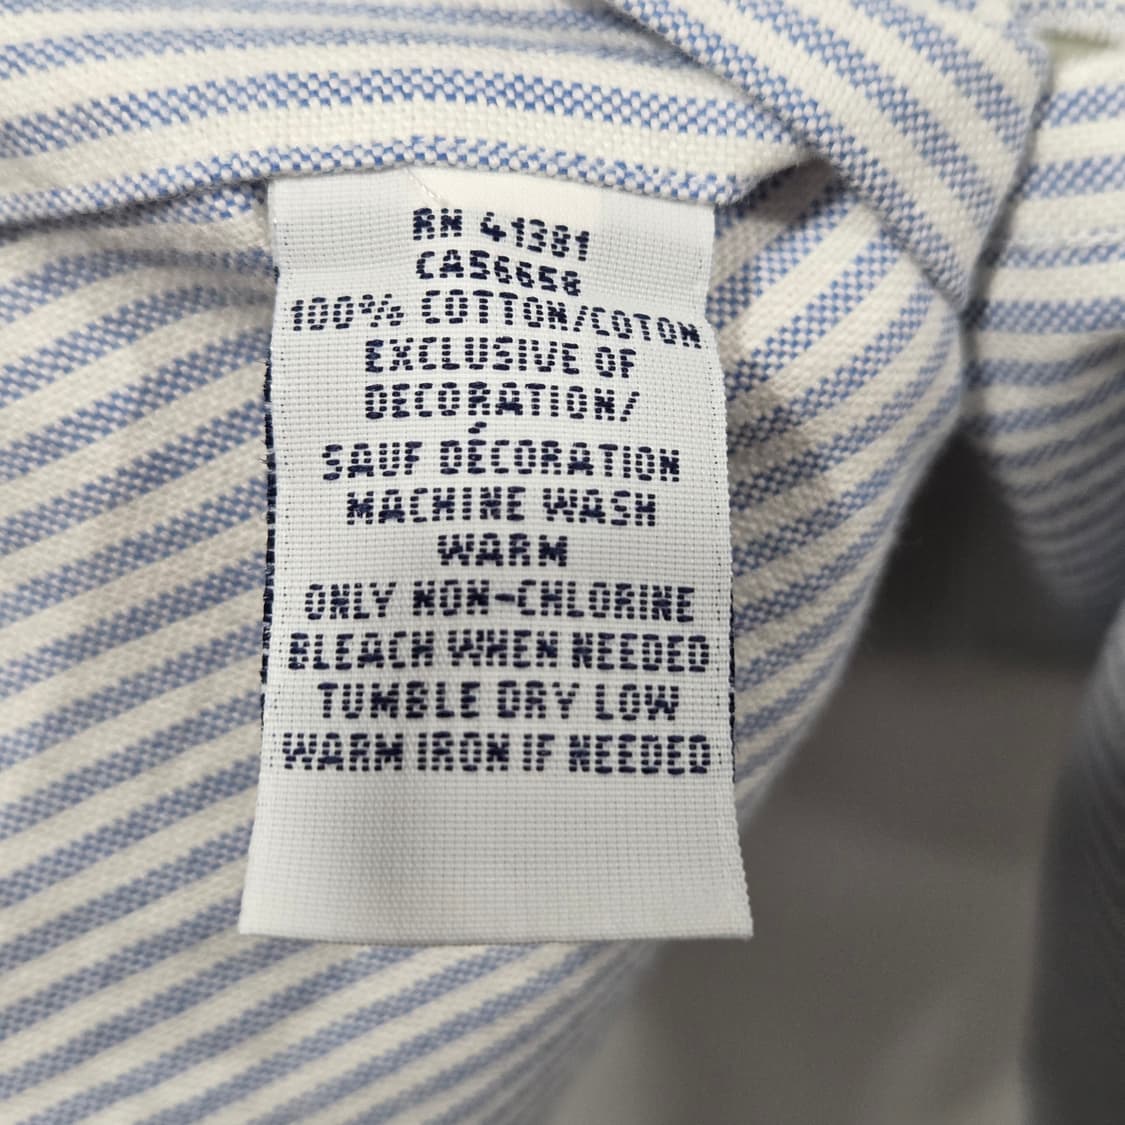 RN 41381
CA56658
100% COTTON/COTON
EXCLUSIVE OF
DECORATION/
SAUF DÉCORATION
MACHINE WASH
WARM
ONLY NON-CHLORINE
BLEACH WHEN NEEDED
TUMBLE DRY LOW
WARM IRON IF NEEDED